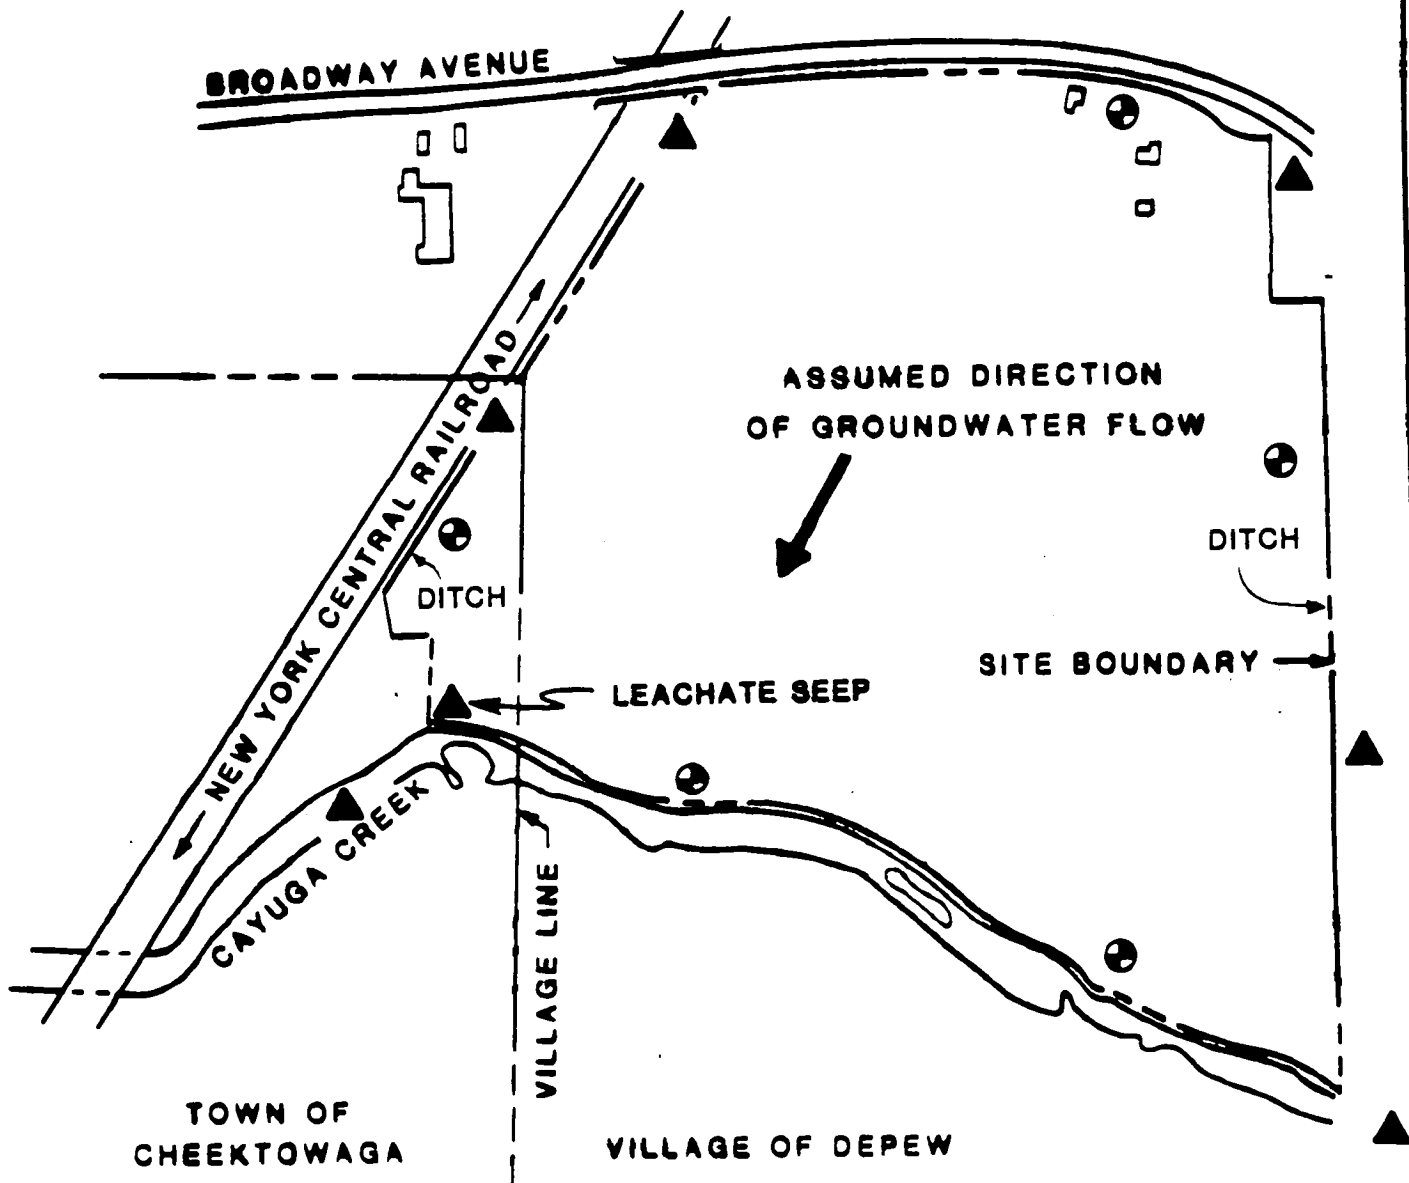 BROADWAY AVENUE
NEW YORK CENTRAL RAILROAD
ASSUMED DIRECTION
OF GROUNDWATER FLOW
DITCH
DITCH
SITE BOUNDARY
LEACHATE SEEP
CAYUGA CREEK
VILLAGE LINE
TOWN OF
CHEEKTOWAGA
VILLAGE OF DEPEW